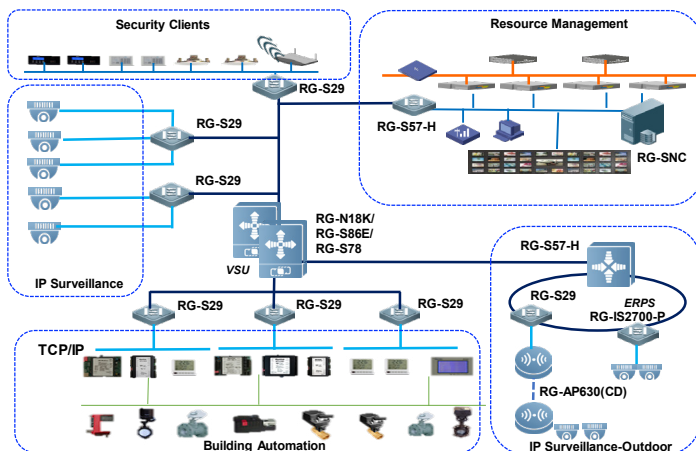 Security Clients
Resource Management
RG-S29
RG-S57-H
RG-SNC
RG-S29
RG-S29
IP Surveillance
VSU
RG-N18K/
RG-S86E/
RG-S78
RG-S57-H
RG-S29
ERPS
RG-IS2700-P
RG-AP630(CD)
IP Surveillance-Outdoor
RG-S29
RG-S29
RG-S29
TCP/IP
Building Automation